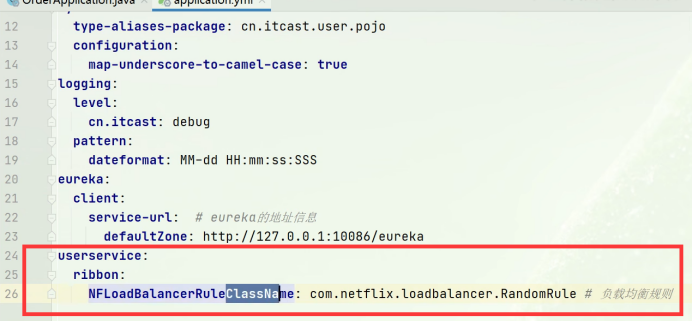 OrderApplication.java × application.yml ×
12 type-aliases-package: cn.itcast.user.pojo
13 configuration:
14 map-underscore-to-camel-case: true
15 logging:
16 level:
17 cn.itcast: debug
18 pattern:
19 dateformat: MM-dd HH:mm:ss:SSS
20 eureka:
21 client:
22 service-url: # eureka的地址信息
23 defaultZone: http://127.0.0.1:10086/eureka
24 userservice:
25 ribbon:
26 NFLoadBalancerRuleClassName: com.netflix.loadbalancer.RandomRule # 负载均衡规则